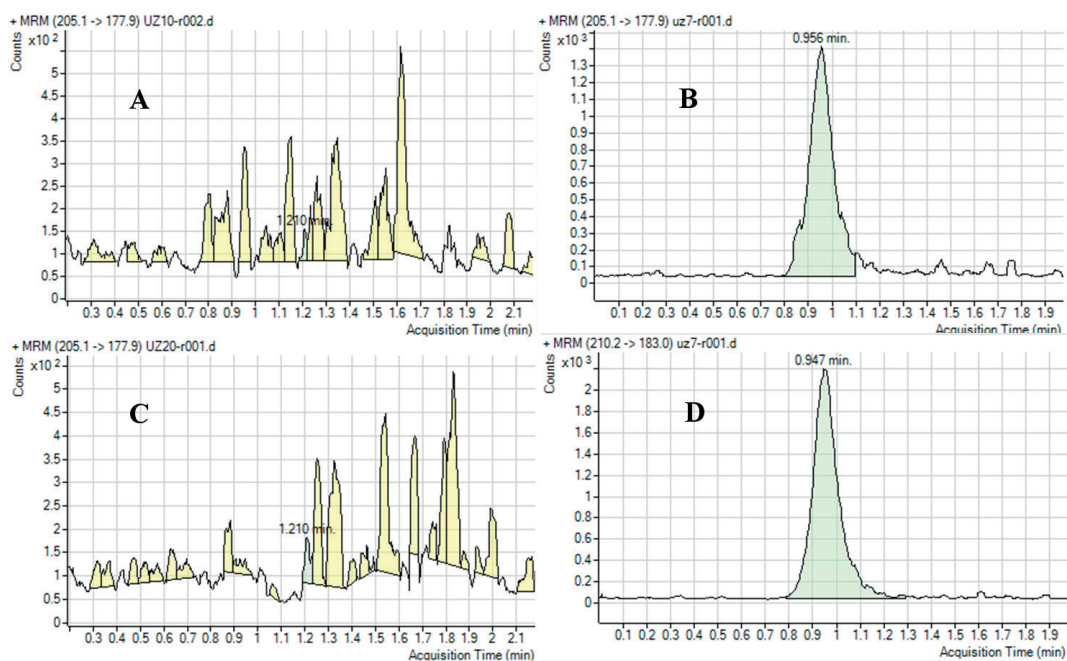 + MRM (205.1 -> 177.9) UZ10-r002.d
Counts
x10²
5
4.5
4
3.5
3
2.5
2
1.5
1
0.5
0
A
1.210 min.
0.3 0.4 0.5 0.6 0.7 0.8 0.9 1 1.1 1.2 1.3 1.4 1.5 1.6 1.7 1.8 1.9 2 2.1
Acquisition Time (min)
+ MRM (205.1 -> 177.9) uz7-r001.d
Counts
x10³
1.3
1.2
1.1
1
0.9
0.8
0.7
0.6
0.5
0.4
0.3
0.2
0.1
0
0.956 min.
B
0.1 0.2 0.3 0.4 0.5 0.6 0.7 0.8 0.9 1 1.1 1.2 1.3 1.4 1.5 1.6 1.7 1.8 1.9
Acquisition Time (min)
+ MRM (205.1 -> 177.9) UZ20-r001.d
Counts
x10²
5
4.5
4
3.5
3
2.5
2
1.5
1
0.5
0
C
1.210 min.
0.3 0.4 0.5 0.6 0.7 0.8 0.9 1 1.1 1.2 1.3 1.4 1.5 1.6 1.7 1.8 1.9 2 2.1
Acquisition Time (min)
+ MRM (210.2 -> 183.0) uz7-r001.d
Counts
x10³
2
1.8
1.6
1.4
1.2
1
0.8
0.6
0.4
0.2
0
0.947 min.
D
0.1 0.2 0.3 0.4 0.5 0.6 0.7 0.8 0.9 1 1.1 1.2 1.3 1.4 1.5 1.6 1.7 1.8 1.9
Acquisition Time (min)